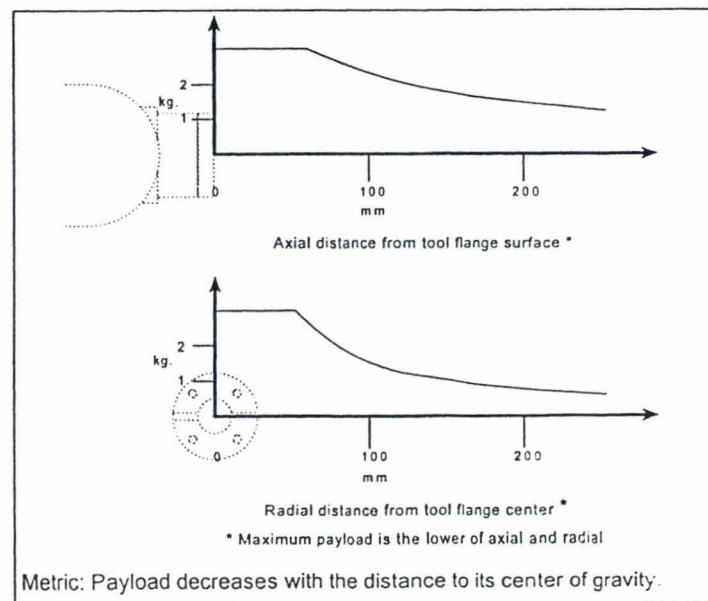 2
kg.
1
0
100
200
mm
Axial distance from tool flange surface *
2
kg.
1
0
100
200
mm
Radial distance from tool flange center *
* Maximum payload is the lower of axial and radial
Metric: Payload decreases with the distance to its center of gravity.